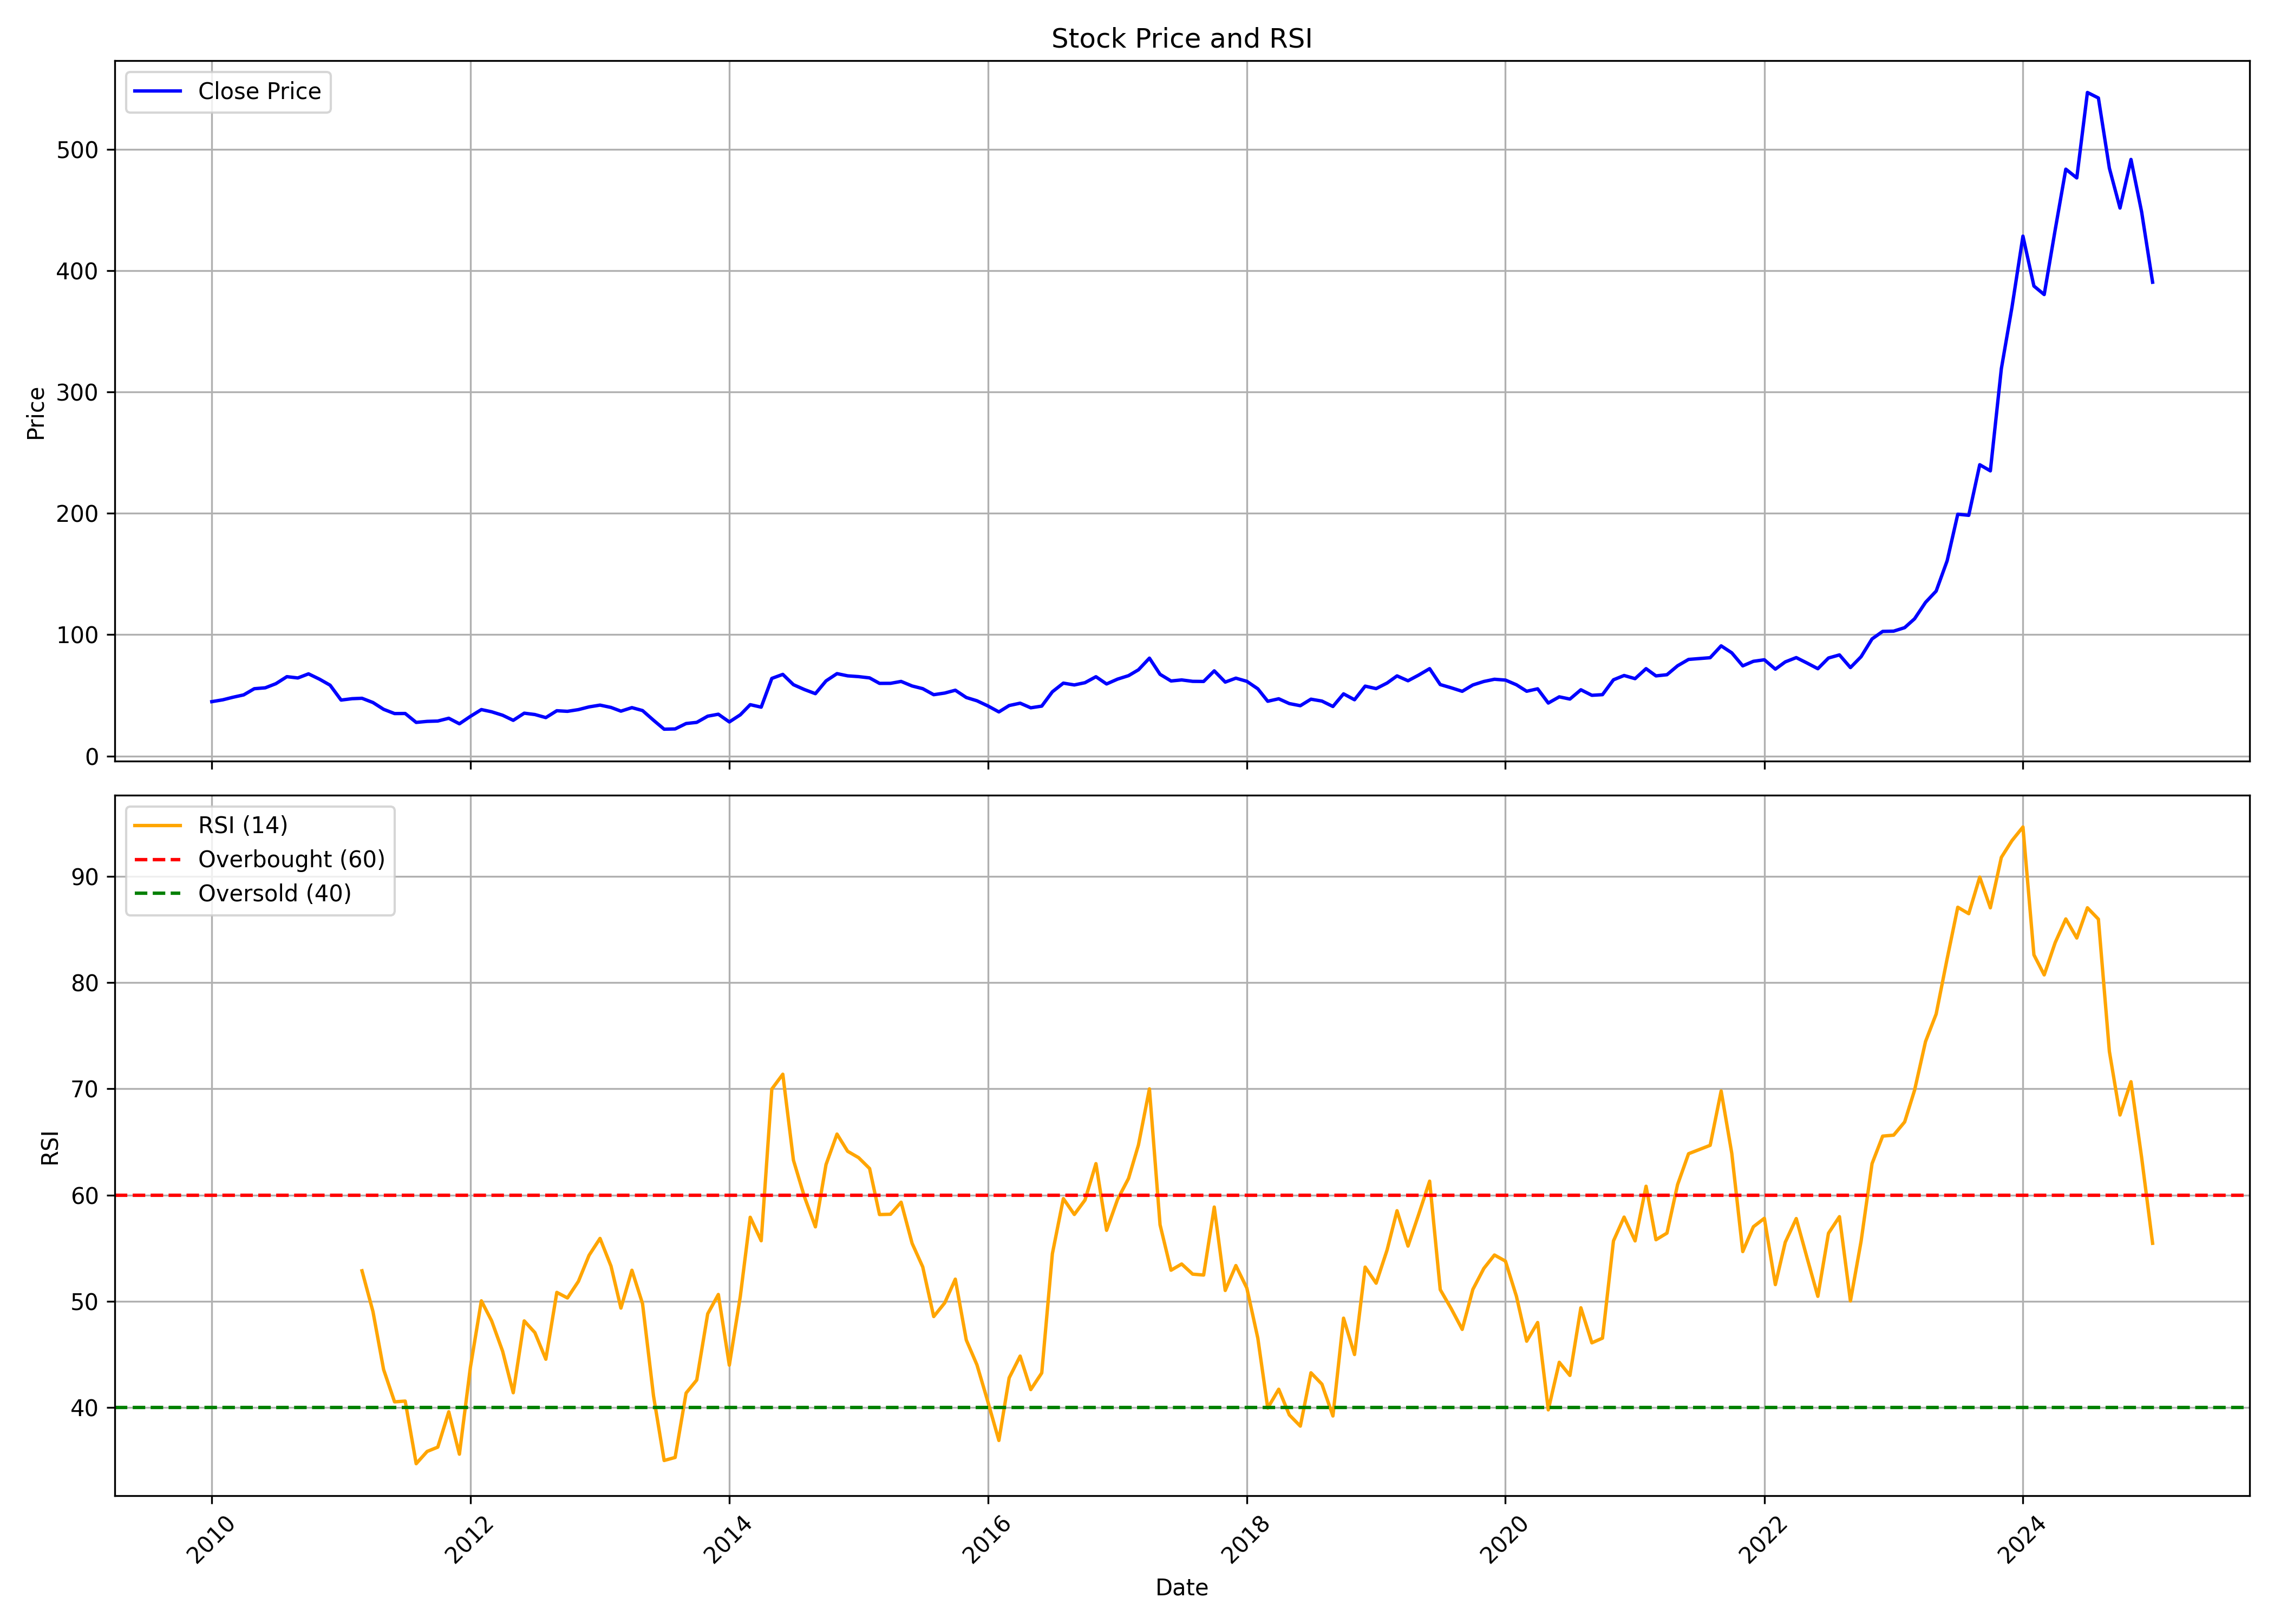 Stock Price and RSI
Close Price
500
400
300
200
100
0
Price
RSI (14)
Overbought (60)
Oversold (40)
90
80
70
60
50
40
RSI
2010 2012 2014 2016 2018 2020 2022 2024
Date